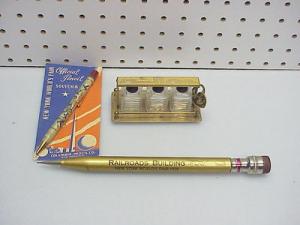 NEW YORK WORLD'S FAIR
Official Pencil
SOUVENIR
RAILROADS BUILDING
NEW YORK WORLD'S FAIR 1939